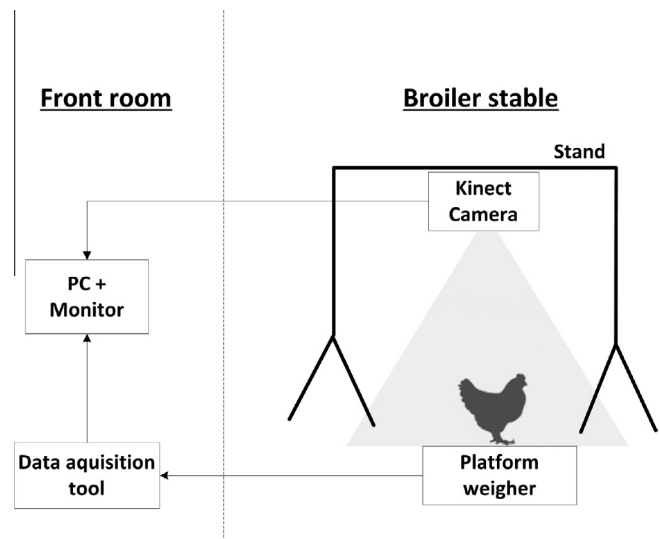 Front room
Broiler stable
Stand
Kinect
Camera
PC +
Monitor
Data aquisition
tool
Platform
weigher